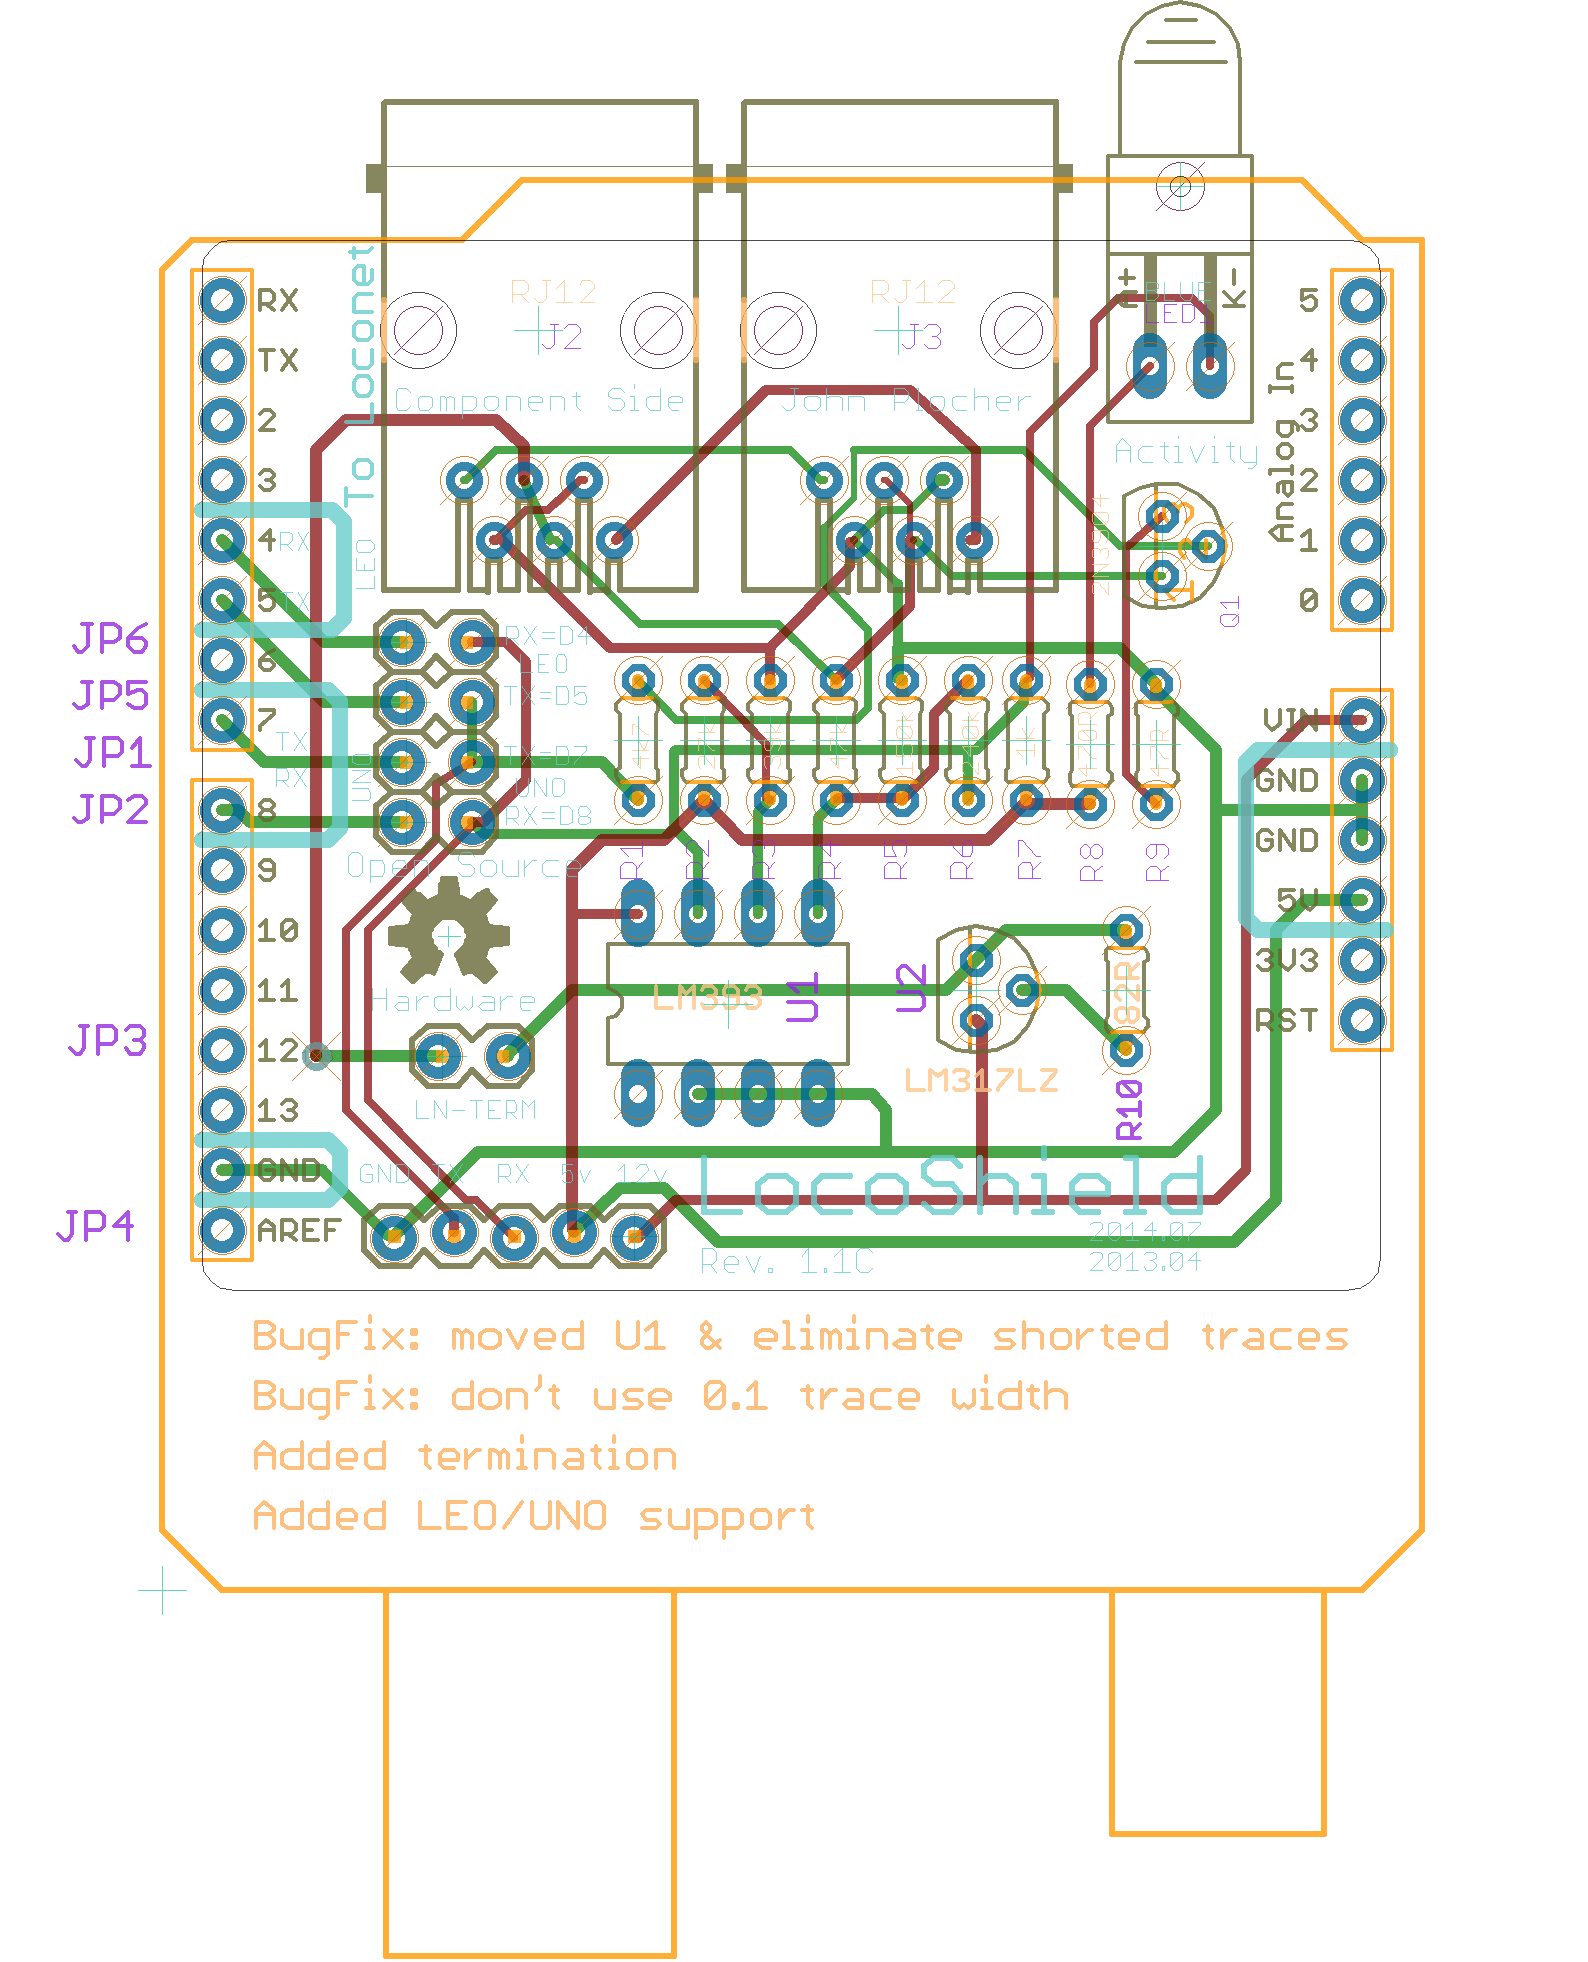 RX
TX
2
3
4
5
6
7
8
9
10
11
12
13
GND
AREF
To Loconet
RJ12
J2
Component Side
RJ12
J3
John Plocher
A+
K-
BLUE
LED1
Activity
Analog In
5
4
3
2
1
0
2N3904
Q1
RX
TX
LEO
TX
RX
UNO
JP6
JP5
JP1
JP2
JP3
JP4
RX=D4
LEO
TX=D5
TX=D7
UNO
RX=D8
Open Source
Hardware
4k7
47k
1k
470R
47R
R1
R2
R3
R4
R5
R6
R7
R8
R9
VIN
GND
GND
5V
3V3
RST
LM393
U1
U2
LM317LZ
82R
R10
LN-TERM
GND TX RX 5v 12v
LocoShield
Rev. 1.1C
2014.07
2013.04
BugFix: moved U1 & eliminate shorted traces
BugFix: don't use 0.1 trace width
Added termination
Added LEO/UNO support